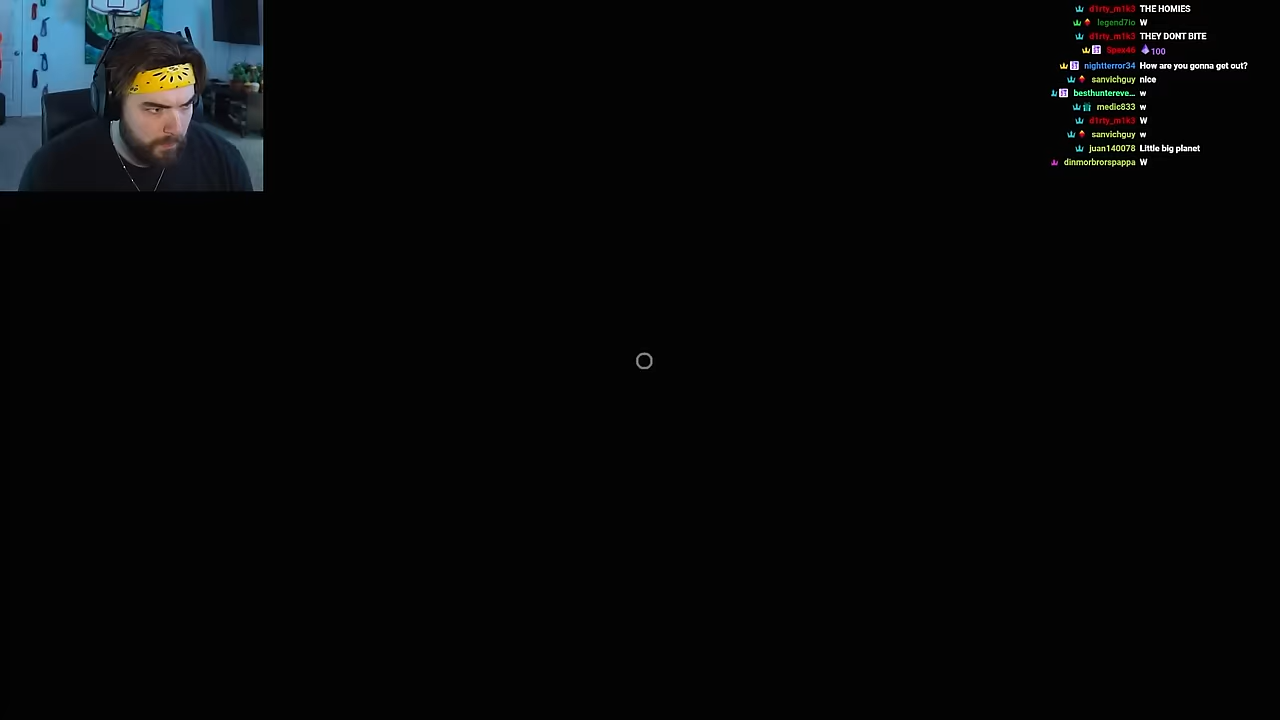 d1rty_m1k3 THE HOMIES
legend7io W
d1rty_m1k3 THEY DONT BITE
Spex46 100
nightterror34 How are you gonna get out?
sanvichguy nice
besthuntereve... w
medic833 w
d1rty_m1k3 W
sanvichguy w
juan140078 Little big planet
dinmorbrorspappa W